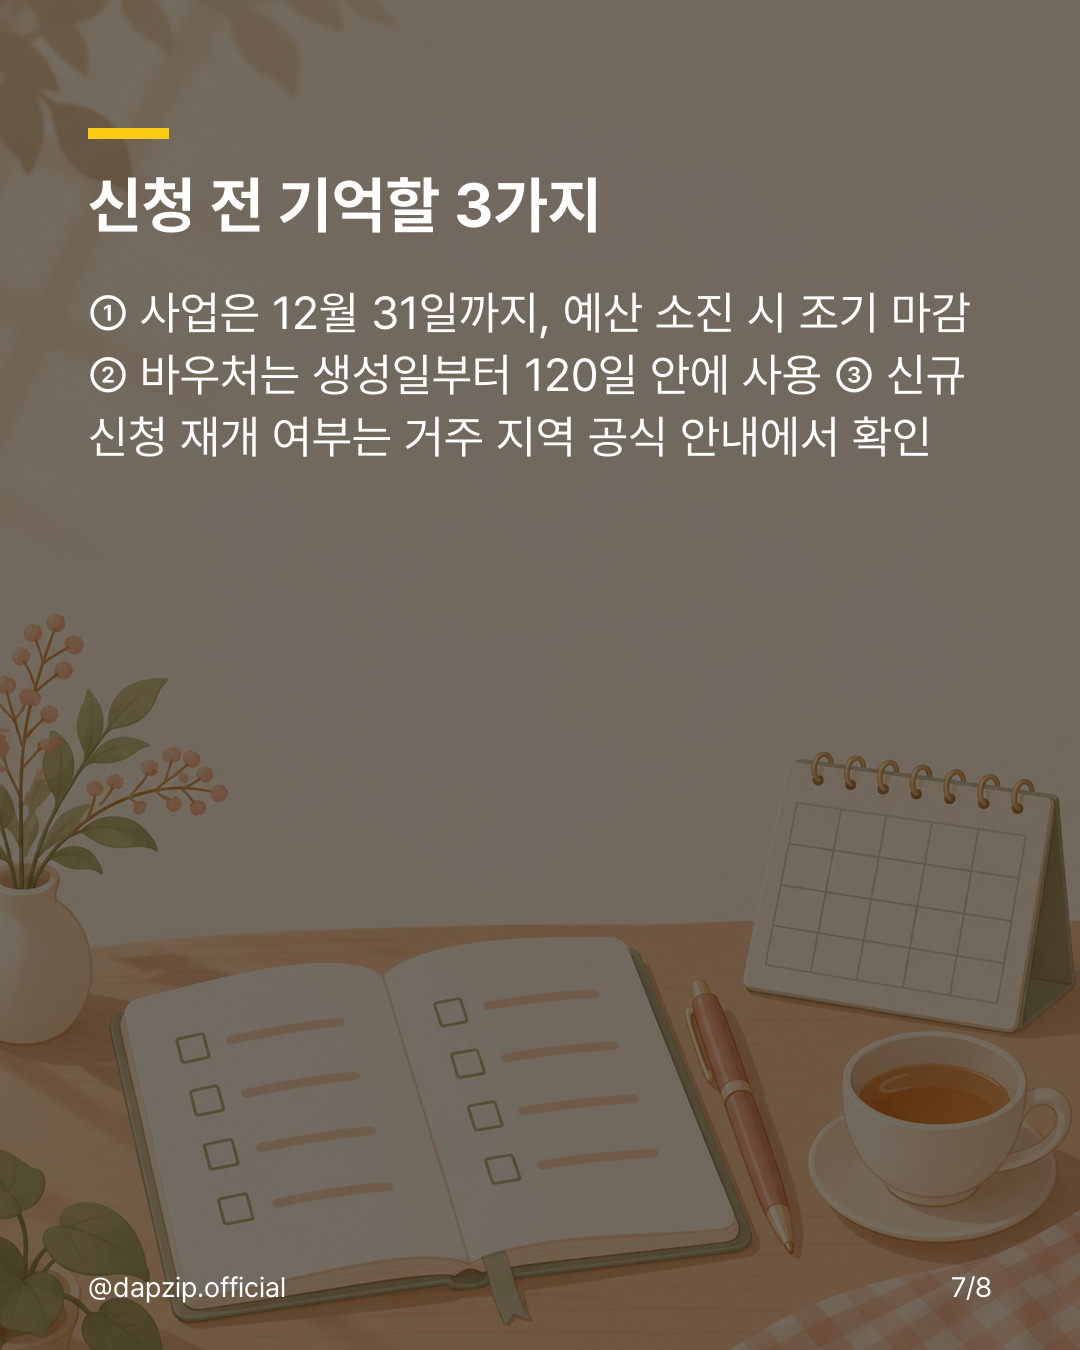 신청 전 기억할 3가지
① 사업은 12월 31일까지, 예산 소진 시 조기 마감
② 바우처는 생성일부터 120일 안에 사용 ③ 신규
신청 재개 여부는 거주 지역 공식 안내에서 확인
@dapzip.official
7/8